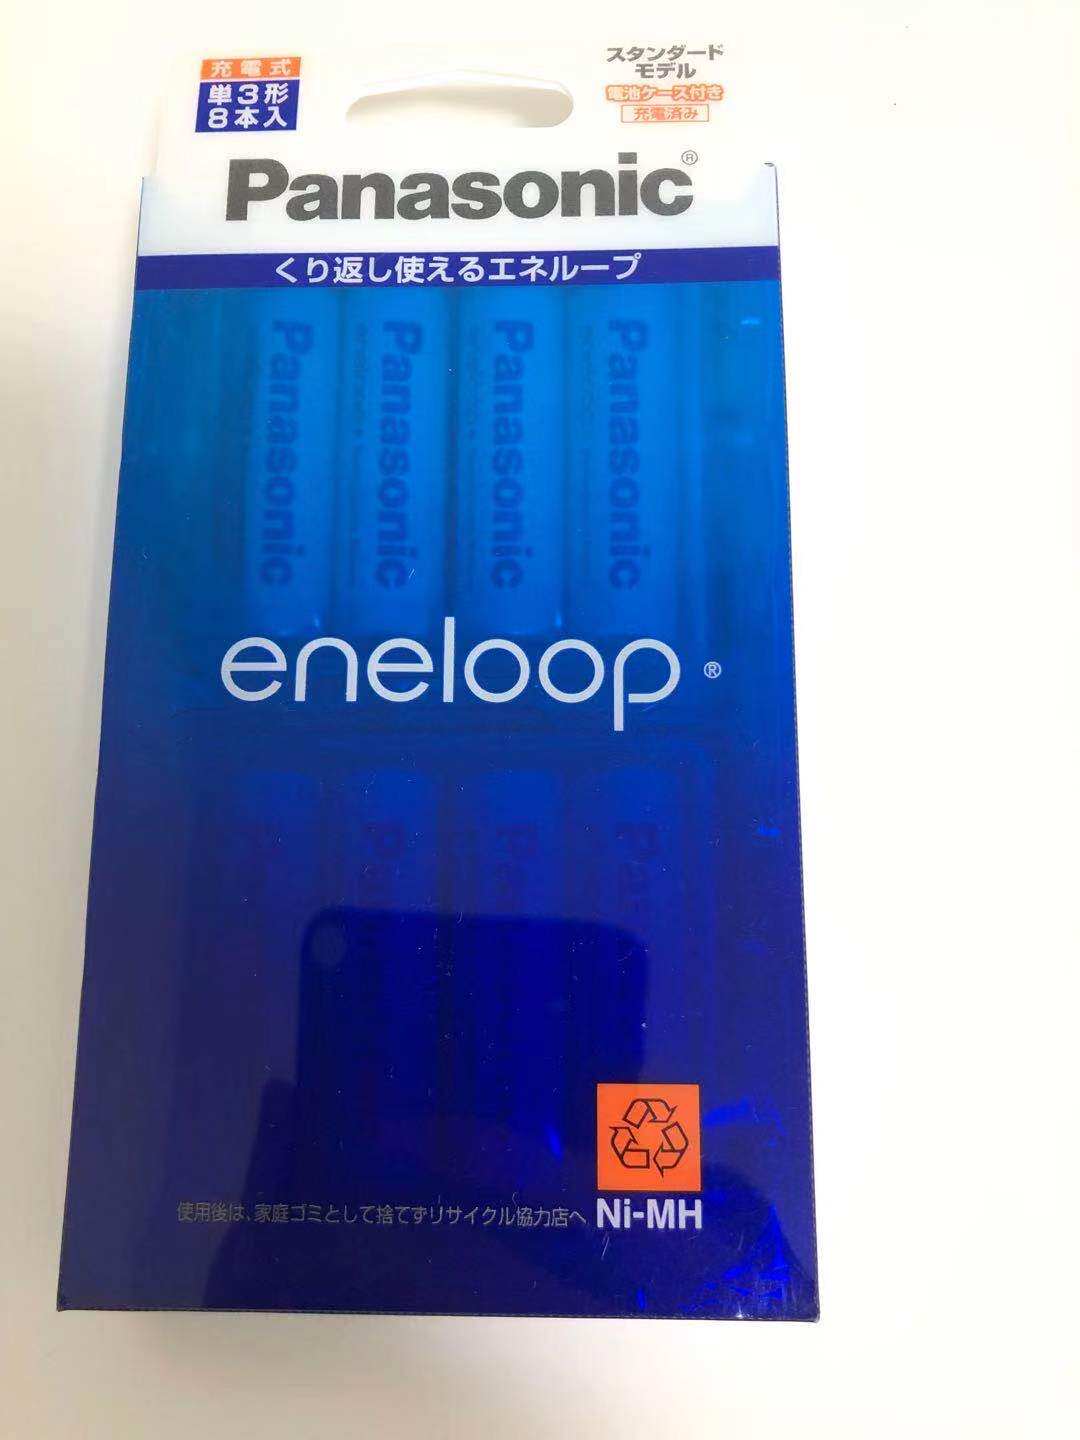 充電式
単3形
8本入
スタンダード
モデル
電池ケース付き
充電済み
Panasonic®
くり返し使えるエネループ
Panasonic
Panasonic
Panasonic
Panasonic
eneloop®
使用後は、家庭ゴミとして捨てずリサイクル協力店へ
Ni-MH